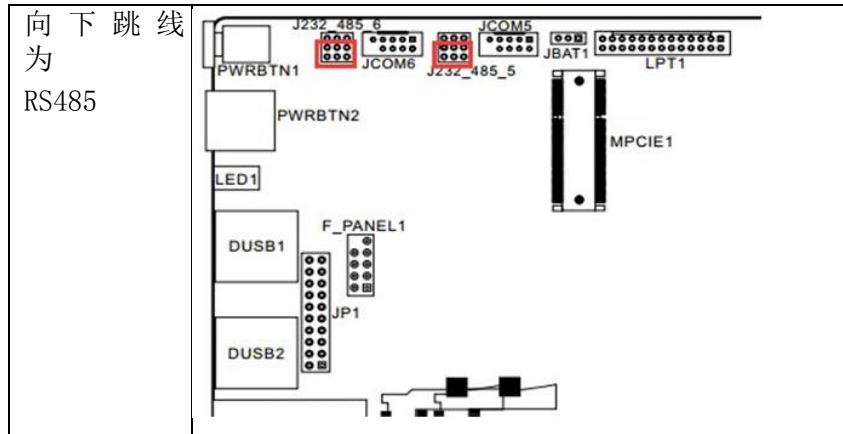 向下跳线
为
RS485
J232_485_6
JCOM5
PWRBTN1
JCOM6
J232_485_5
JBAT1
LPT1
PWRBTN2
MPCIE1
LED1
F_PANEL1
DUSB1
JP1
DUSB2